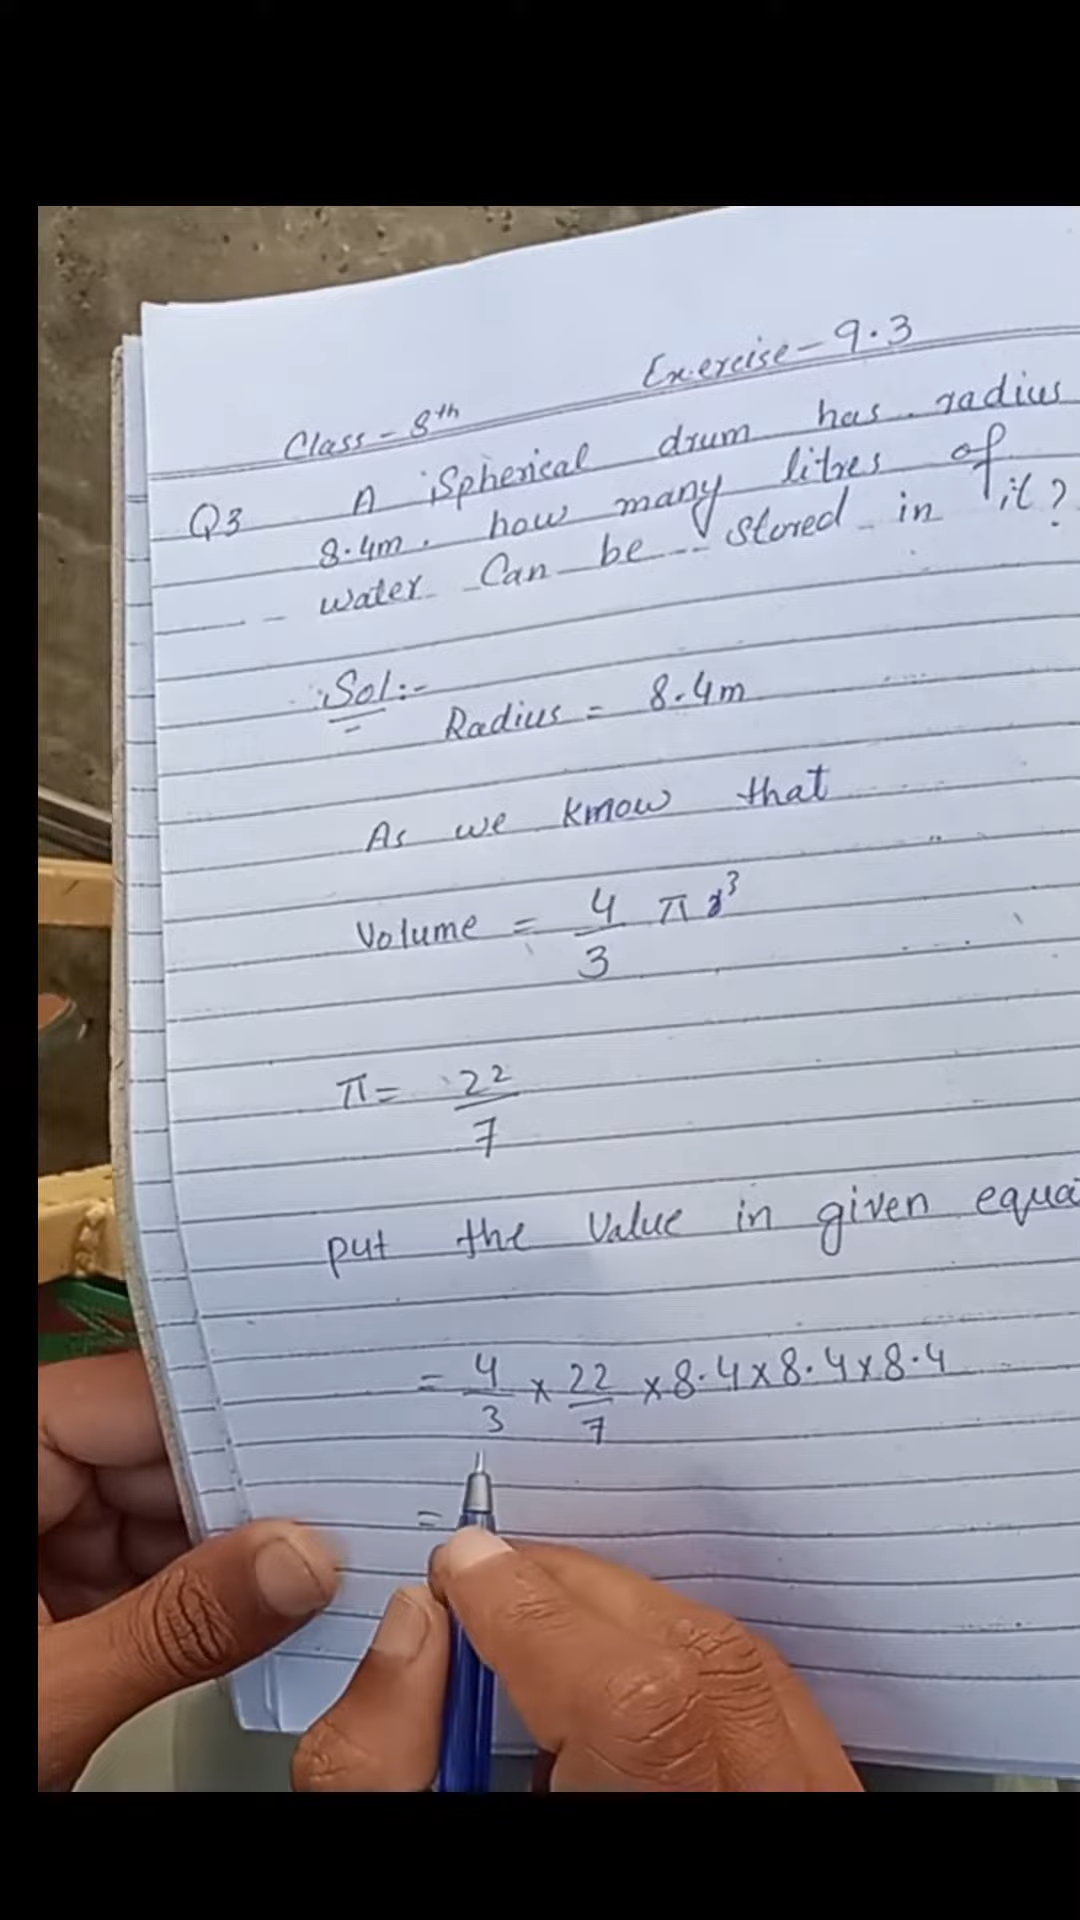 Exercise - 9.3
Class - 8th
Q3 A Spherical drum has radius
8.4m. how many litres of
water Can be stored in it?
Sol:-
Radius = 8.4m
As we know that
Volume = 4/3 π r³
π = 22/7
put the value in given equa
= 4/3 × 22/7 × 8.4 × 8.4 × 8.4
=